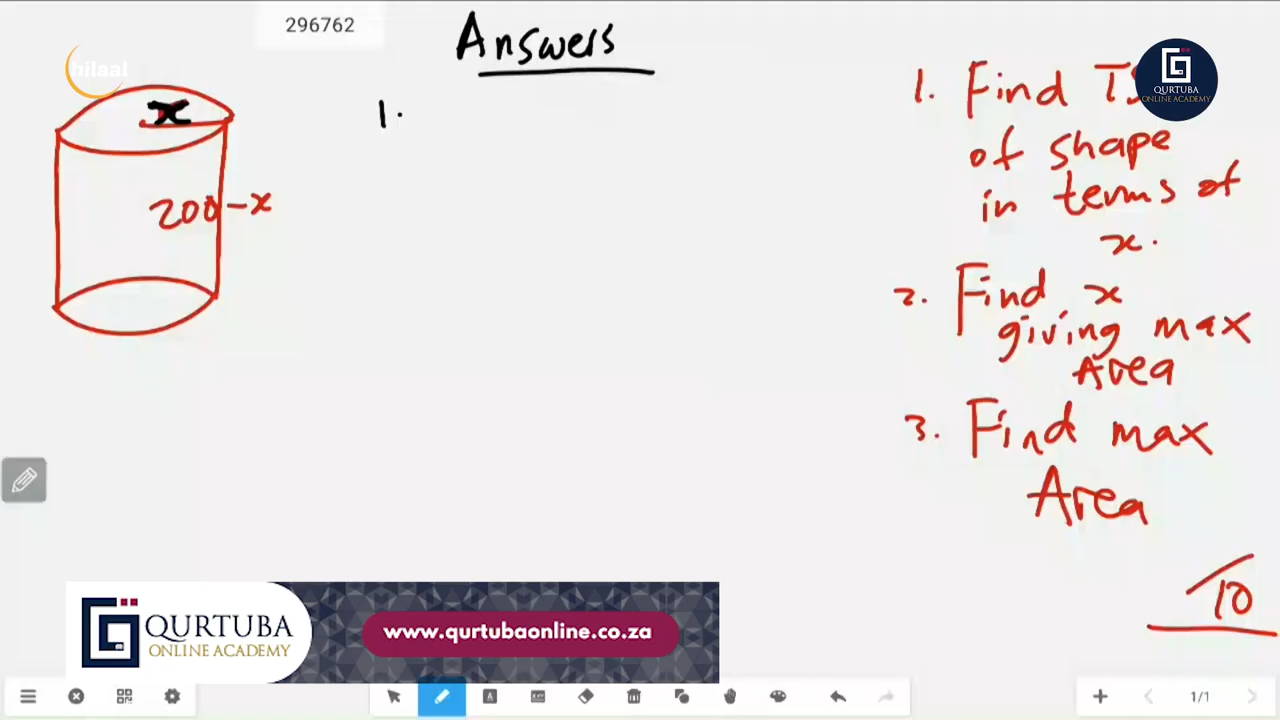 296762
Answers
hilaal
QURTUBA
ONLINE ACADEMY
x
200-x
1.
1. Find
of shape
in terms of
x.
2. Find x
giving max
Area
3. Find max
Area
10
QURTUBA
ONLINE ACADEMY
www.qurtubaonline.co.za
1/1